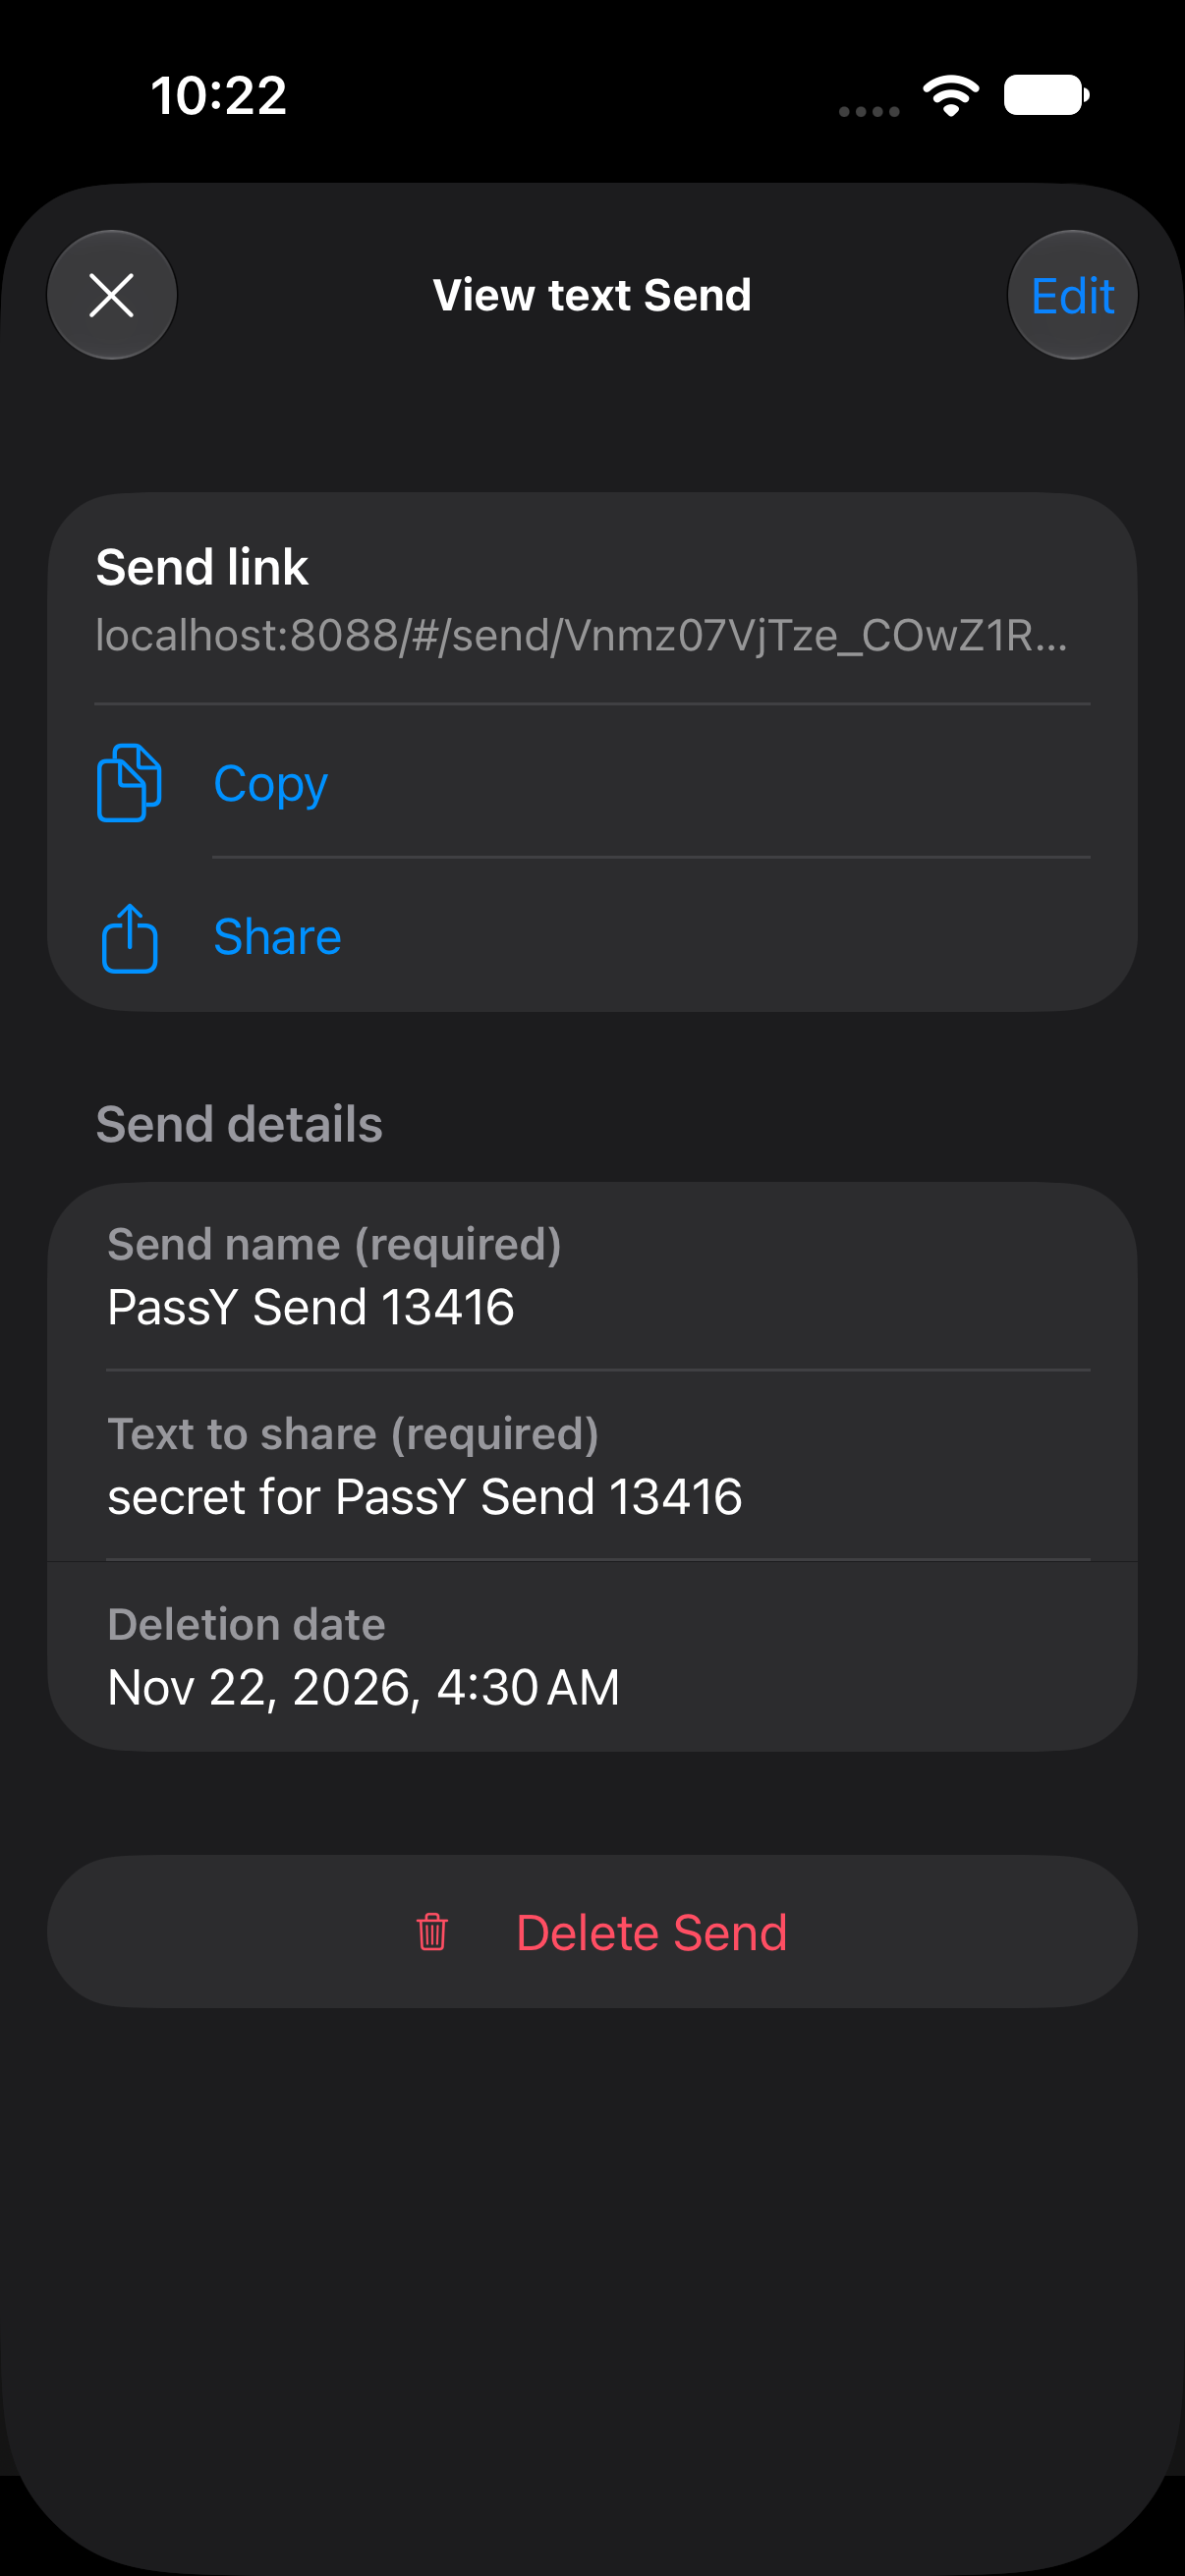 10:22
View text Send
Edit
Send link
localhost:8088/#/send/Vnmz07VjTze_COwZ1R...
Copy
Share
Send details
Send name (required)
PassY Send 13416
Text to share (required)
secret for PassY Send 13416
Deletion date
Nov 22, 2026, 4:30 AM
Delete Send